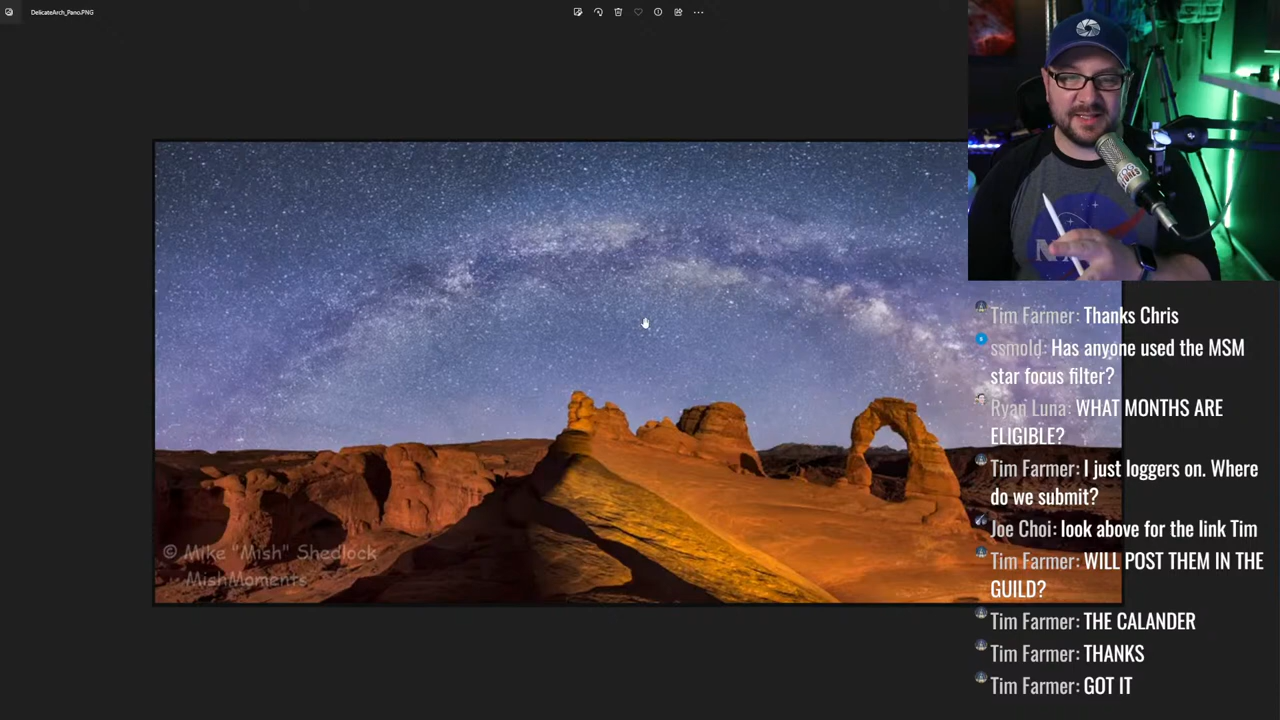 DelicateArch_Pano.PNG
© Mike "Mish" Shedlock
MishMoments
Tim Farmer: Thanks Chris
ssmold: Has anyone used the MSM
star focus filter?
Ryan Luna: WHAT MONTHS ARE
ELIGIBLE?
Tim Farmer: I just loggers on. Where
do we submit?
Joe Choi: look above for the link Tim
Tim Farmer: WILL POST THEM IN THE
GUILD?
Tim Farmer: THE CALANDER
Tim Farmer: THANKS
Tim Farmer: GOT IT